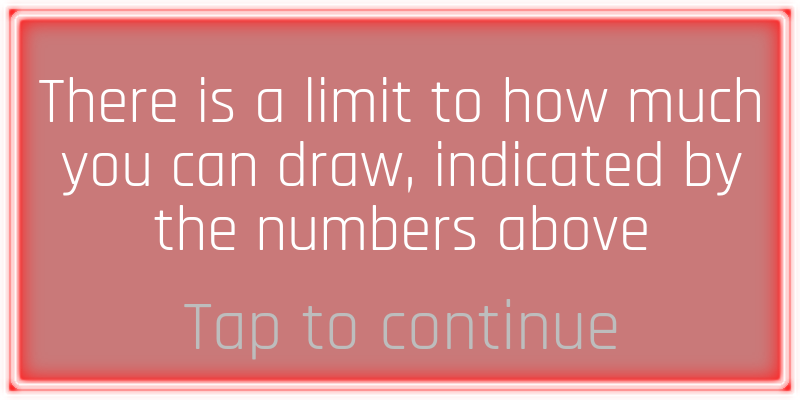 There is a limit to how much
you can draw, indicated by
the numbers above
Tap to continue